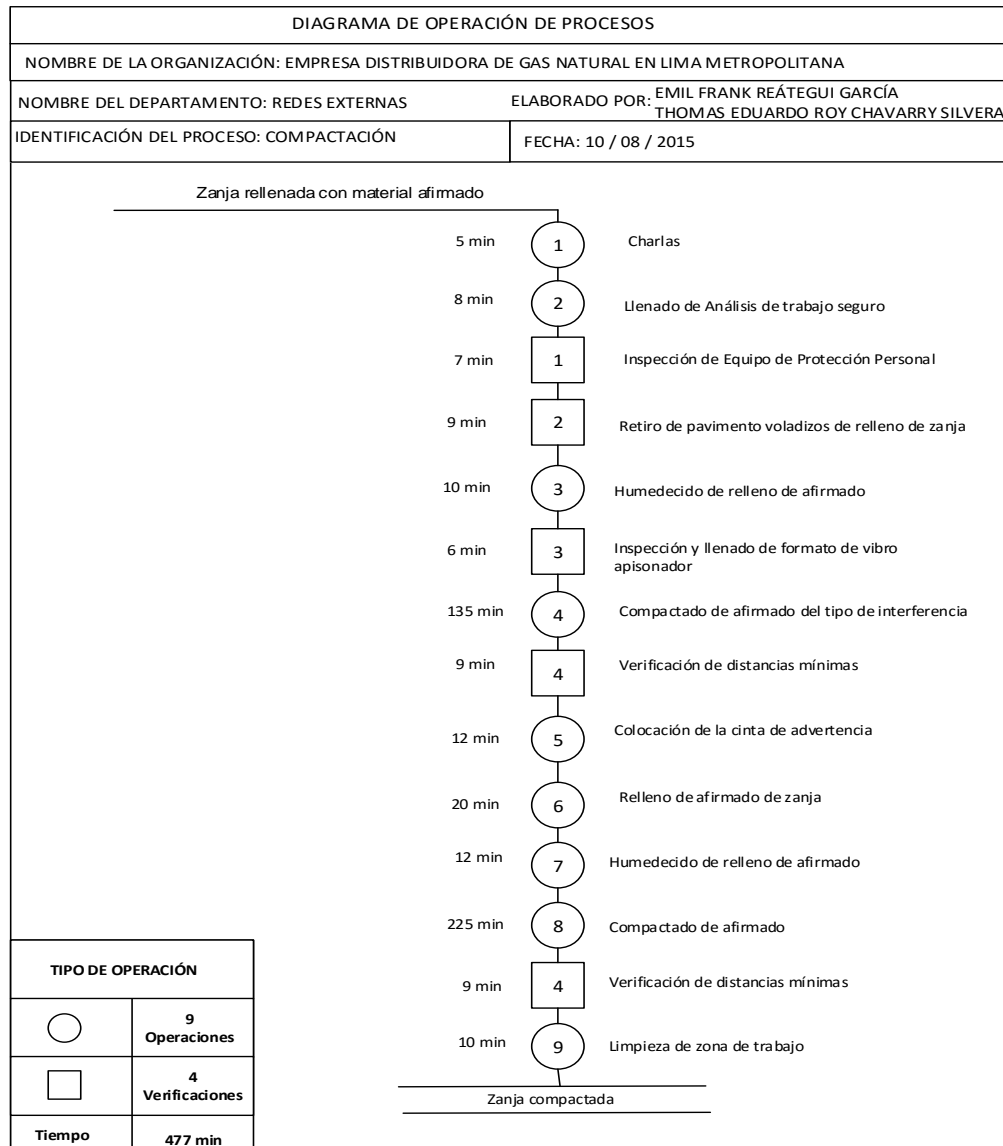 DIAGRAMA DE OPERACIÓN DE PROCESOS
NOMBRE DE LA ORGANIZACIÓN: EMPRESA DISTRIBUIDORA DE GAS NATURAL EN LIMA METROPOLITANA
NOMBRE DEL DEPARTAMENTO: REDES EXTERNAS
ELABORADO POR: EMIL FRANK REÁTEGUI GARCÍA
THOMAS EDUARDO ROY CHAVARRY SILVERA
IDENTIFICACIÓN DEL PROCESO: COMPACTACIÓN
FECHA: 10 / 08 / 2015
Zanja rellenada con material afirmado
5 min 1 Charlas
8 min 2 Llenado de Análisis de trabajo seguro
7 min 1 Inspección de Equipo de Protección Personal
9 min 2 Retiro de pavimento voladizos de relleno de zanja
10 min 3 Humedecido de relleno de afirmado
6 min 3 Inspección y llenado de formato de vibro
apisonador
135 min 4 Compactado de afirmado del tipo de interferencia
9 min 4 Verificación de distancias mínimas
12 min 5 Colocación de la cinta de advertencia
20 min 6 Relleno de afirmado de zanja
12 min 7 Humedecido de relleno de afirmado
225 min 8 Compactado de afirmado
9 min 4 Verificación de distancias mínimas
10 min 9 Limpieza de zona de trabajo
Zanja compactada
TIPO DE OPERACIÓN
9
Operaciones
4
Verificaciones
Tiempo 477 min